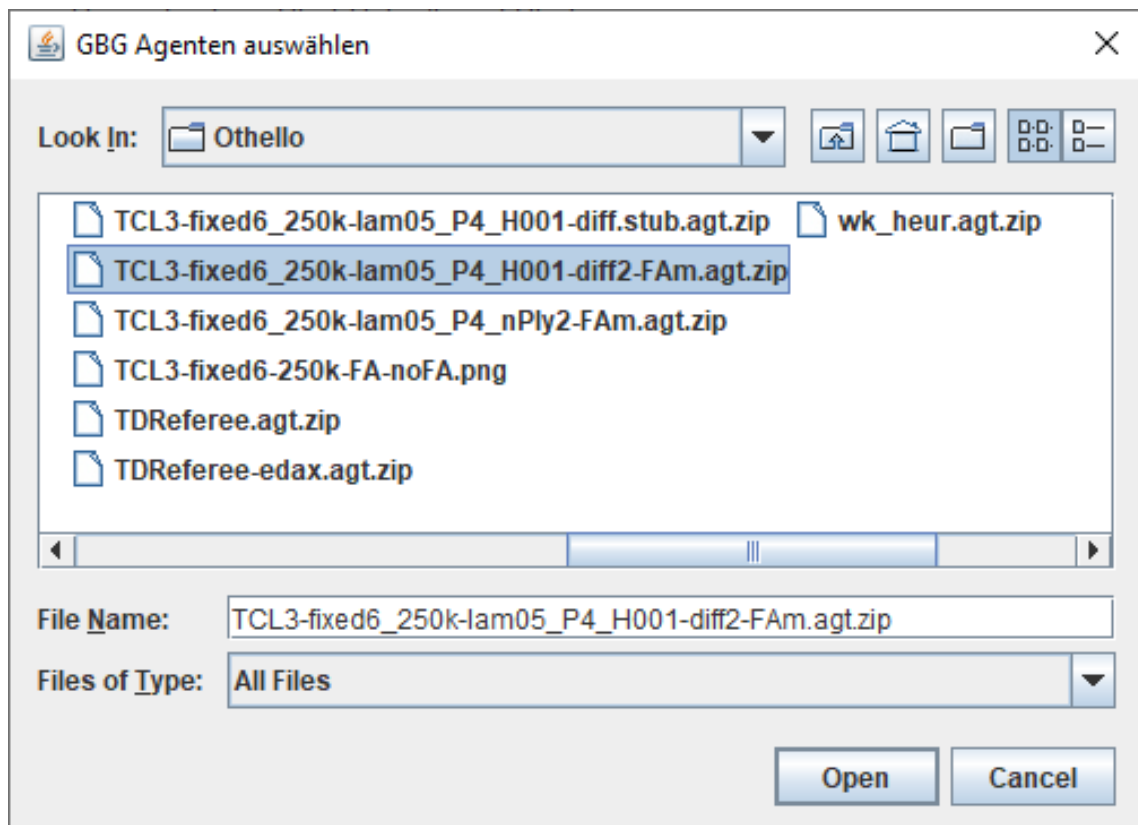 GBG Agenten auswählen
Look In: Othello
TCL3-fixed6_250k-lam05_P4_H001-diff.stub.agt.zip wk_heur.agt.zip
TCL3-fixed6_250k-lam05_P4_H001-diff2-FAm.agt.zip
TCL3-fixed6_250k-lam05_P4_nPly2-FAm.agt.zip
TCL3-fixed6-250k-FA-noFA.png
TDReferee.agt.zip
TDReferee-edax.agt.zip
File Name: TCL3-fixed6_250k-lam05_P4_H001-diff2-FAm.agt.zip
Files of Type: All Files
Open Cancel